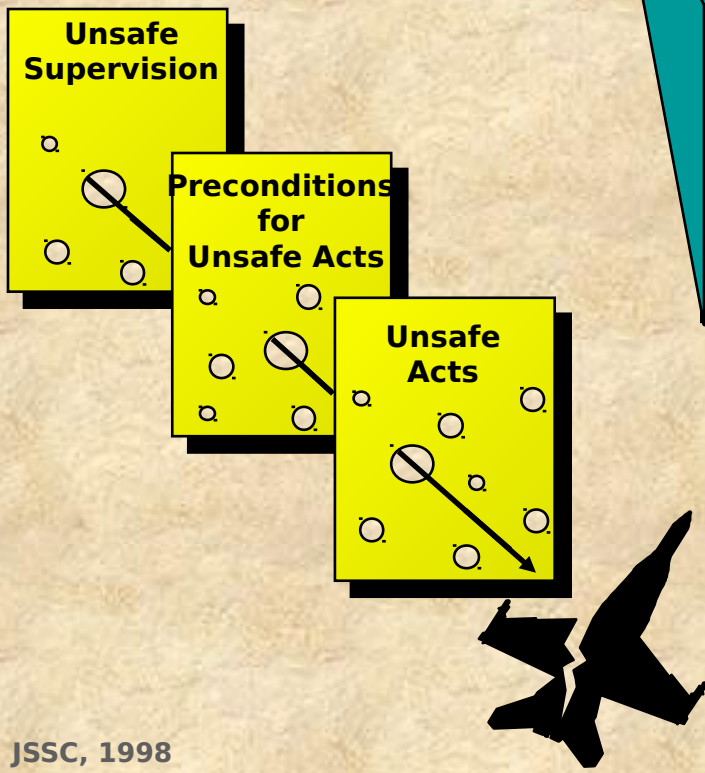 Unsafe
Supervision
Preconditions
for
Unsafe Acts
Unsafe
Acts
JSSC, 1998